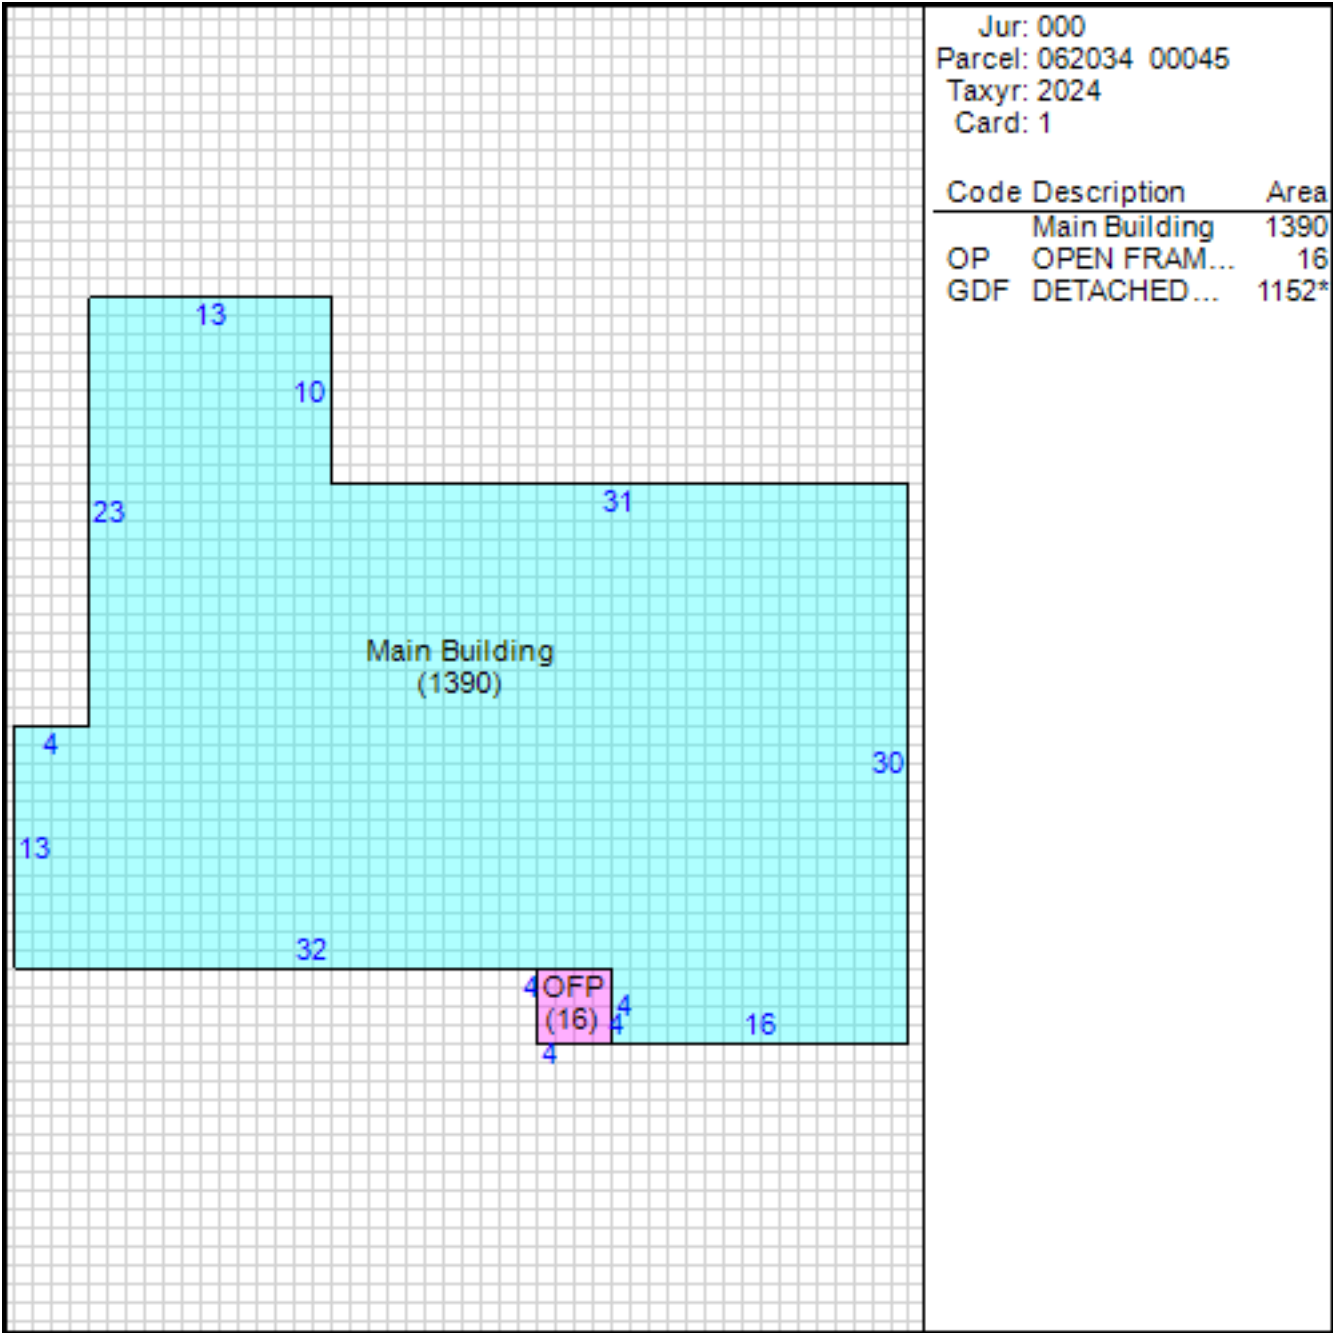 Jur: 000
Parcel: 062034 00045
Taxyr: 2024
Card: 1
Code Description Area
Main Building 1390
OP OPEN FRAM... 16
GDF DETACHED... 1152*
13
10
23
31
Main Building
(1390)
4
30
13
32
4 OFP
4
(16) 4
16
4